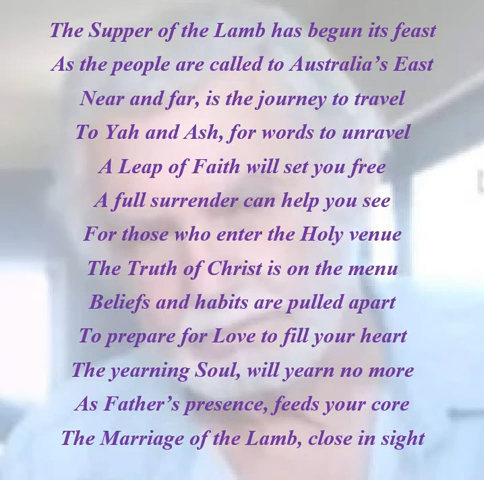 The Supper of the Lamb has begun its feast
As the people are called to Australia’s East
Near and far, is the journey to travel
To Yah and Ash, for words to unravel
A Leap of Faith will set you free
A full surrender can help you see
For those who enter the Holy venue
The Truth of Christ is on the menu
Beliefs and habits are pulled apart
To prepare for Love to fill your heart
The yearning Soul, will yearn no more
As Father’s presence, feeds your core
The Marriage of the Lamb, close in sight